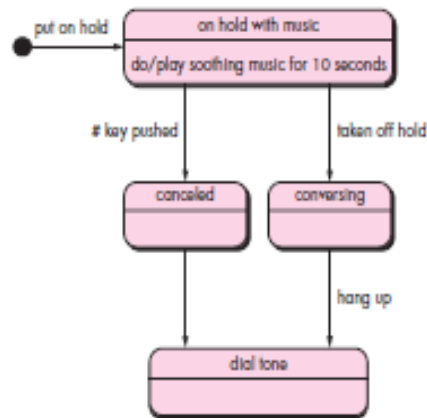 put on hold
on hold with music
do/play soothing music for 10 seconds
# key pushed
taken off hold
canceled
conversing
hang up
dial tone